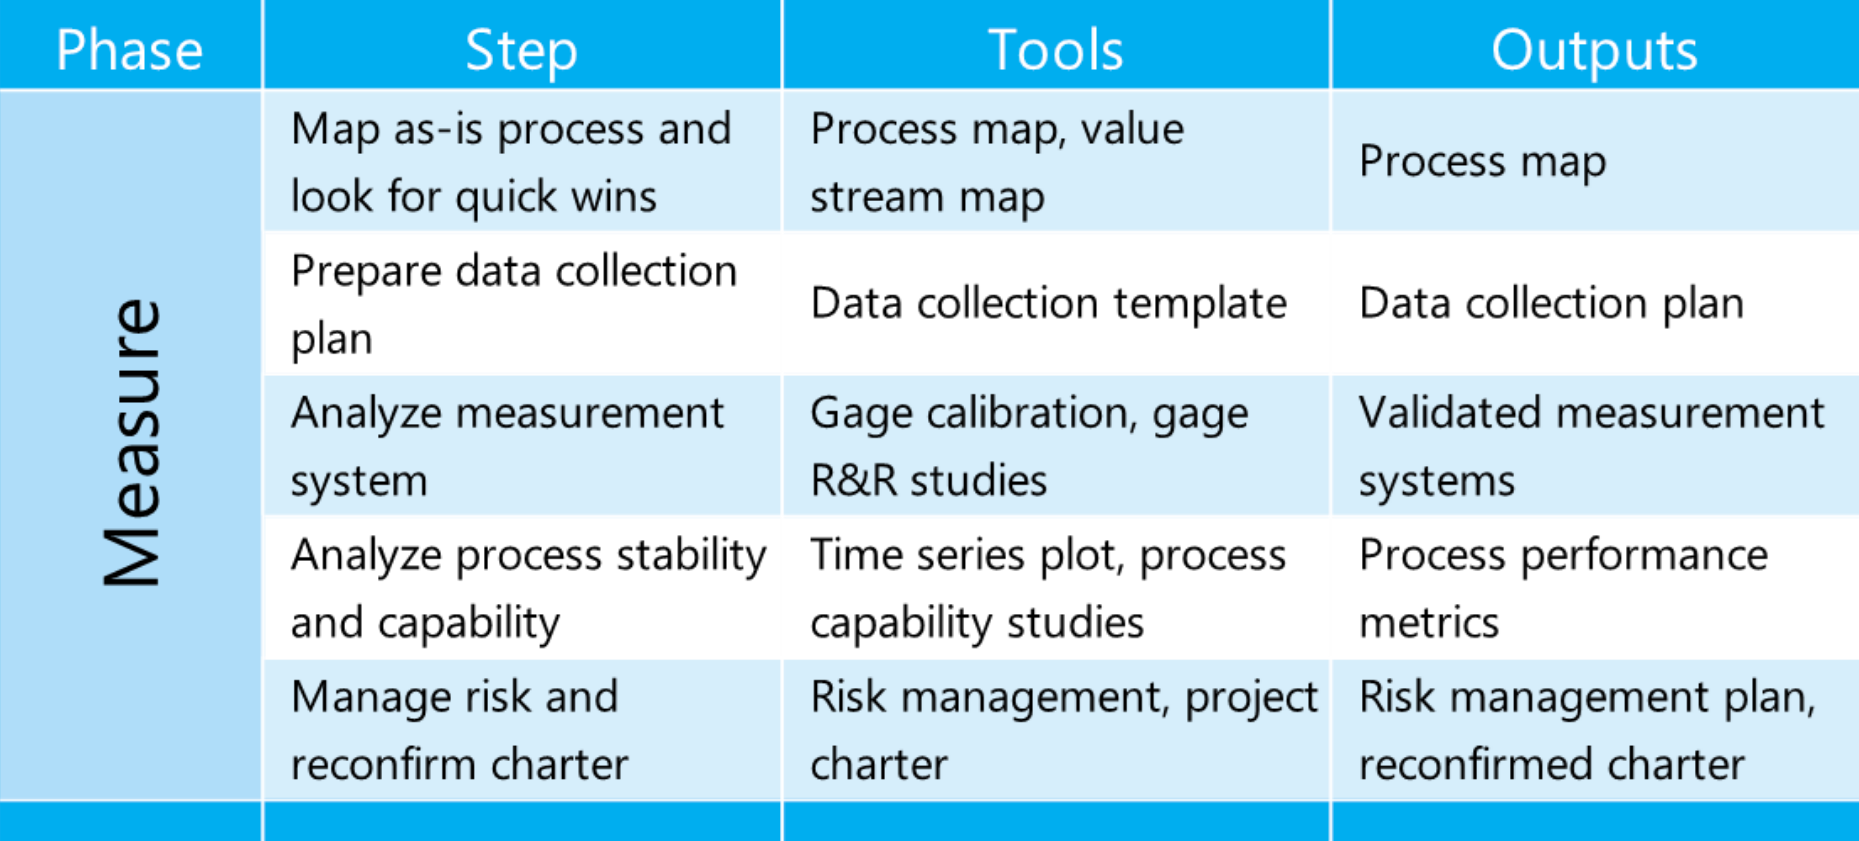 Phase Step Tools Outputs
Measure
Map as-is process and
look for quick wins
Process map, value
stream map
Process map
Prepare data collection
plan
Data collection template
Data collection plan
Analyze measurement
system
Gage calibration, gage
R&R studies
Validated measurement
systems
Analyze process stability
and capability
Time series plot, process
capability studies
Process performance
metrics
Manage risk and
reconfirm charter
Risk management, project
charter
Risk management plan,
reconfirmed charter